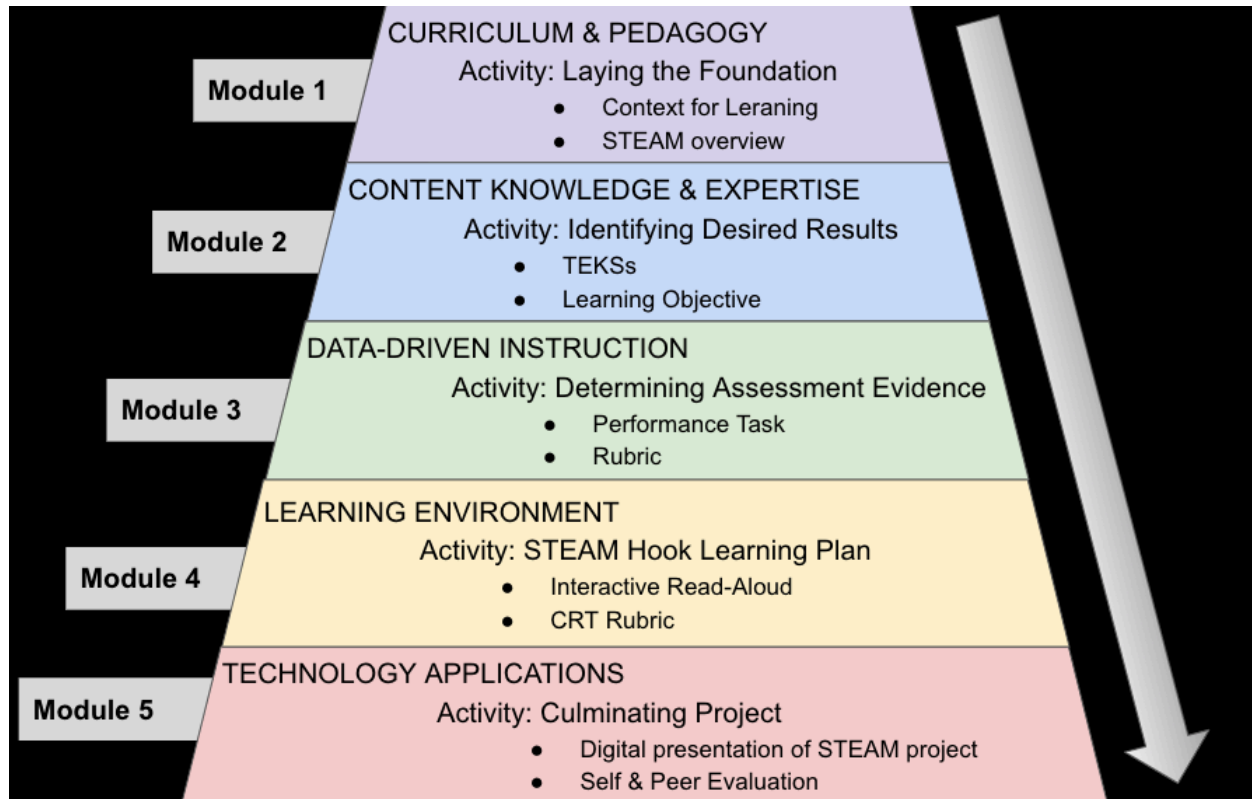 CURRICULUM & PEDAGOGY
Activity: Laying the Foundation
Module 1
● Context for Leraning
● STEAM overview
CONTENT KNOWLEDGE & EXPERTISE
Activity: Identifying Desired Results
Module 2
● TEKSs
● Learning Objective
DATA-DRIVEN INSTRUCTION
Activity: Determining Assessment Evidence
Module 3
● Performance Task
● Rubric
LEARNING ENVIRONMENT
Activity: STEAM Hook Learning Plan
Module 4
● Interactive Read-Aloud
● CRT Rubric
TECHNOLOGY APPLICATIONS
Activity: Culminating Project
Module 5
● Digital presentation of STEAM project
● Self & Peer Evaluation